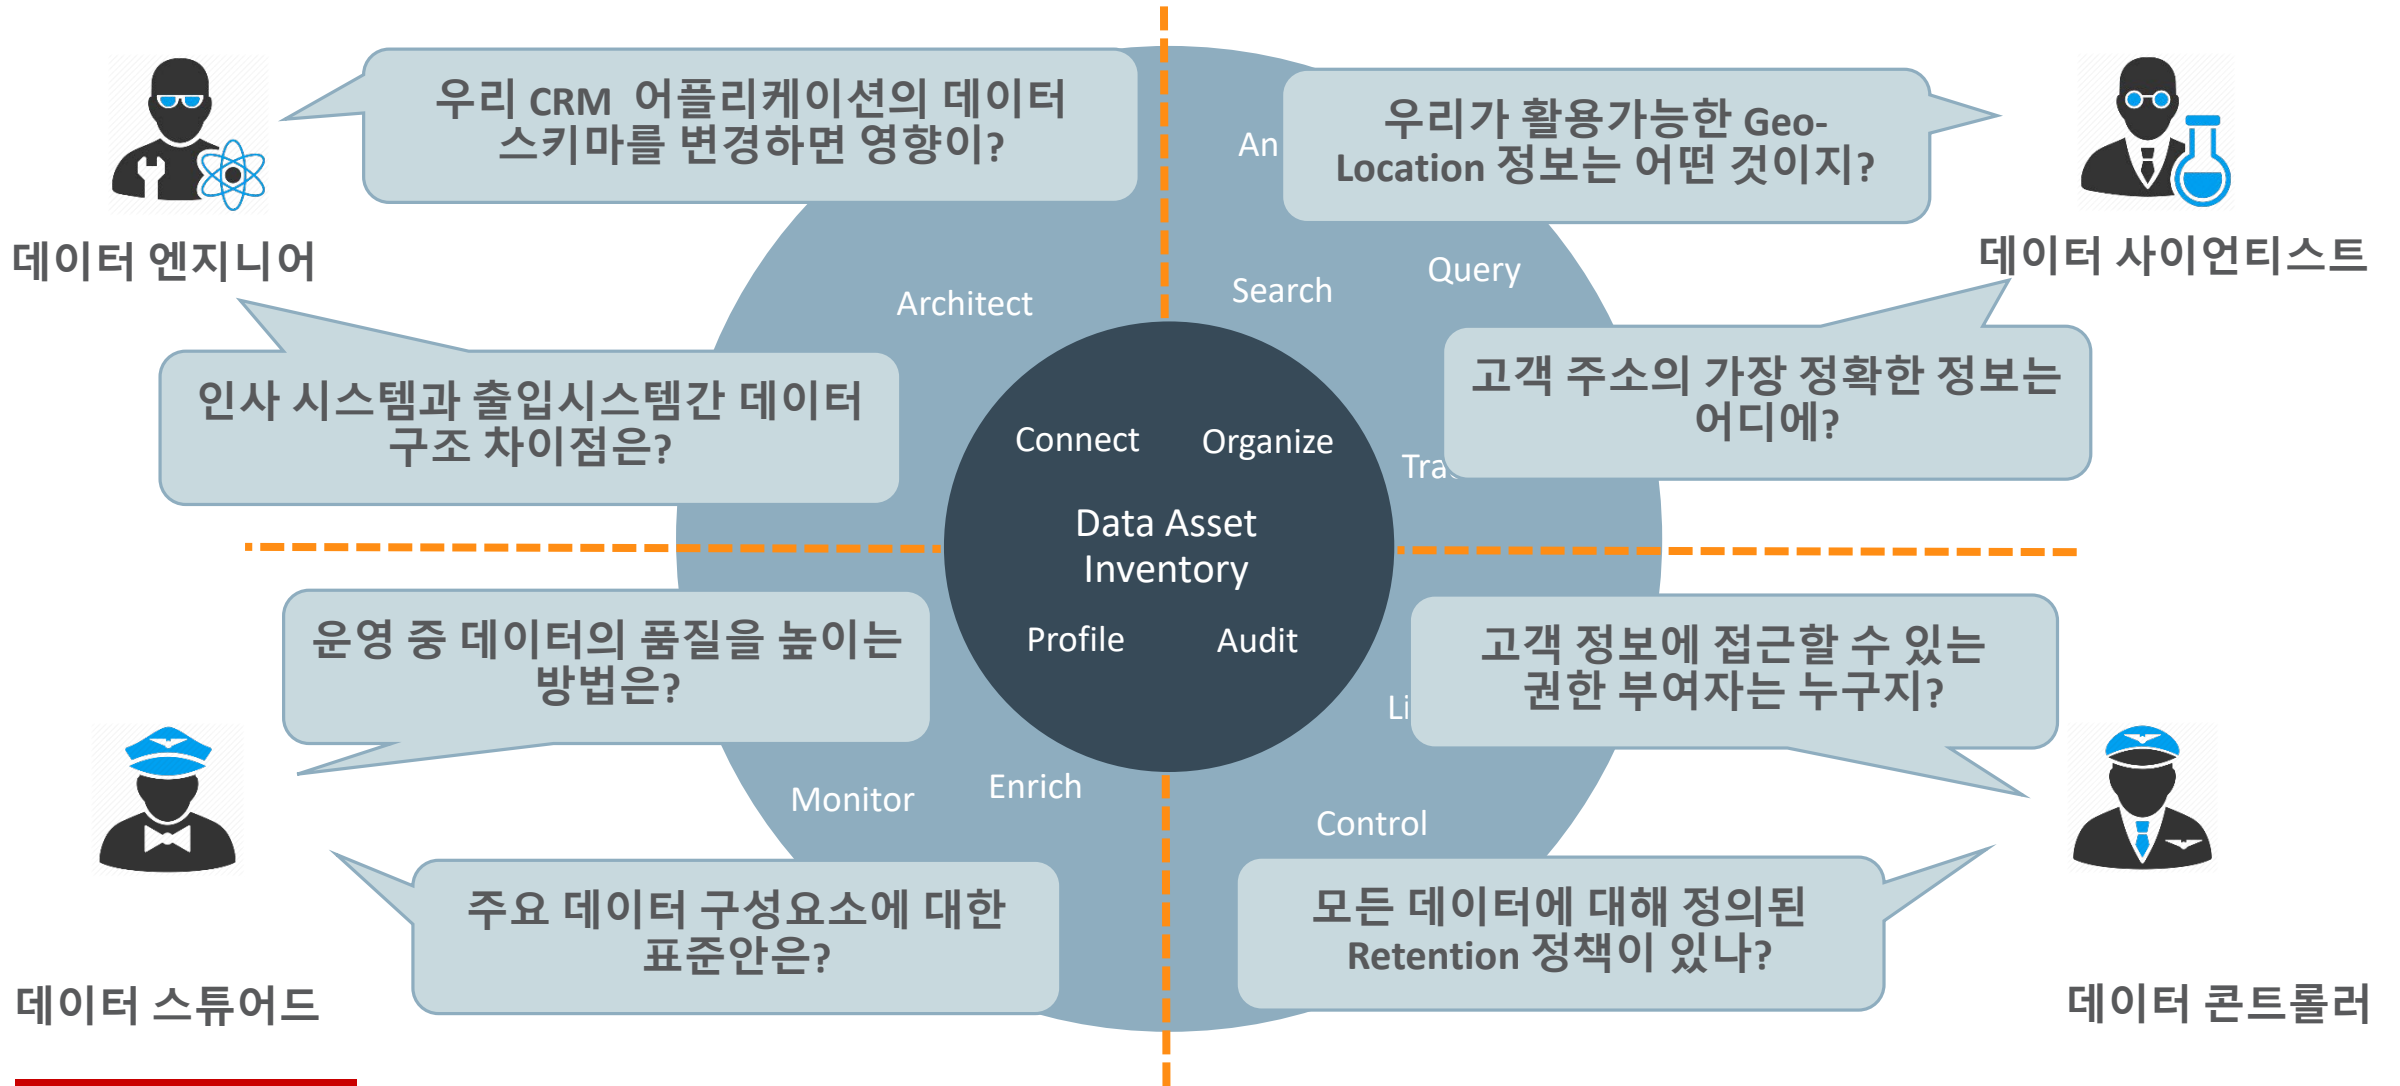 우리 CRM 어플리케이션의 데이터
스키마를 변경하면 영향이?
데이터 엔지니어
인사 시스템과 출입시스템간 데이터
구조 차이점은?
Architect
우리가 활용가능한 Geo-
Location 정보는 어떤 것이지?
데이터 사이언티스트
Search
Query
고객 주소의 가장 정확한 정보는
어디에?
Connect
Organize
Data Asset
Inventory
Profile
Audit
운영 중 데이터의 품질을 높이는
방법은?
Monitor
Enrich
주요 데이터 구성요소에 대한
표준안은?
데이터 스튜어드
고객 정보에 접근할 수 있는
권한 부여자는 누구지?
Control
모든 데이터에 대해 정의된
Retention 정책이 있나?
데이터 콘트롤러